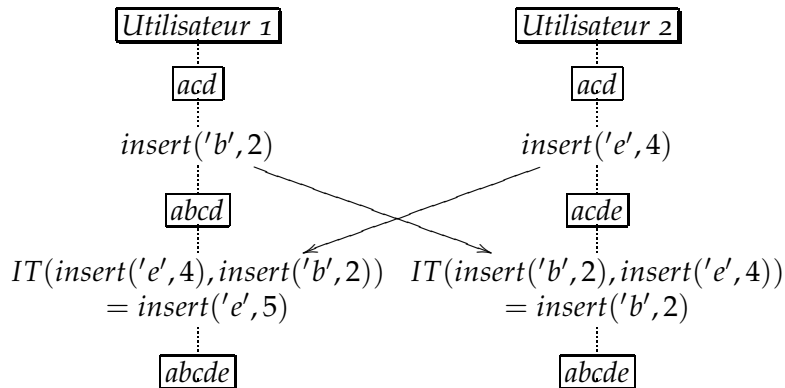 Utilisateur 1 Utilisateur 2
acd acd
insert('b', 2) insert('e', 4)
abcd acde
IT(insert('e', 4), insert('b', 2)) IT(insert('b', 2), insert('e', 4))
= insert('e', 5) = insert('b', 2)
abcde abcde